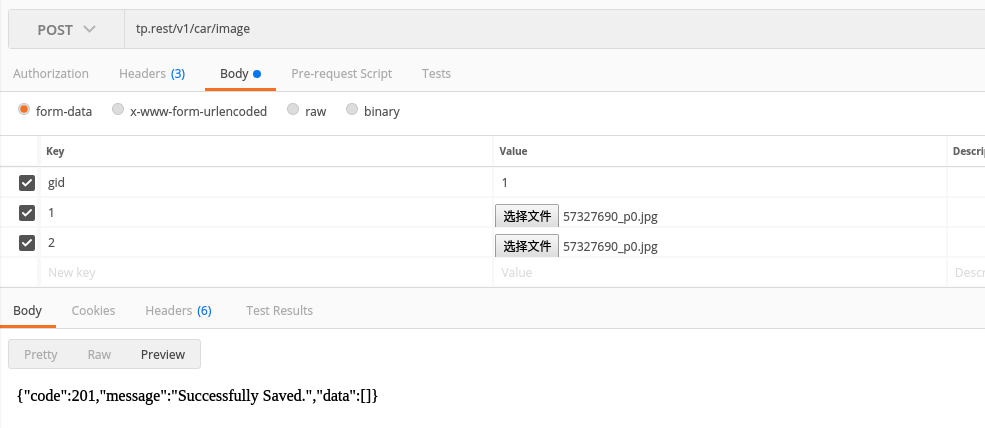 POST tp.rest/v1/car/image
Authorization Headers (3) Body Pre-request Script Tests
form-data x-www-form-urlencoded raw binary
Key Value Descrip
gid 1
1 选择文件 57327690_p0.jpg
2 选择文件 57327690_p0.jpg
New key Value Descr
Body Cookies Headers (6) Test Results
Pretty Raw Preview
{"code":201,"message":"Successfully Saved.","data":[]}